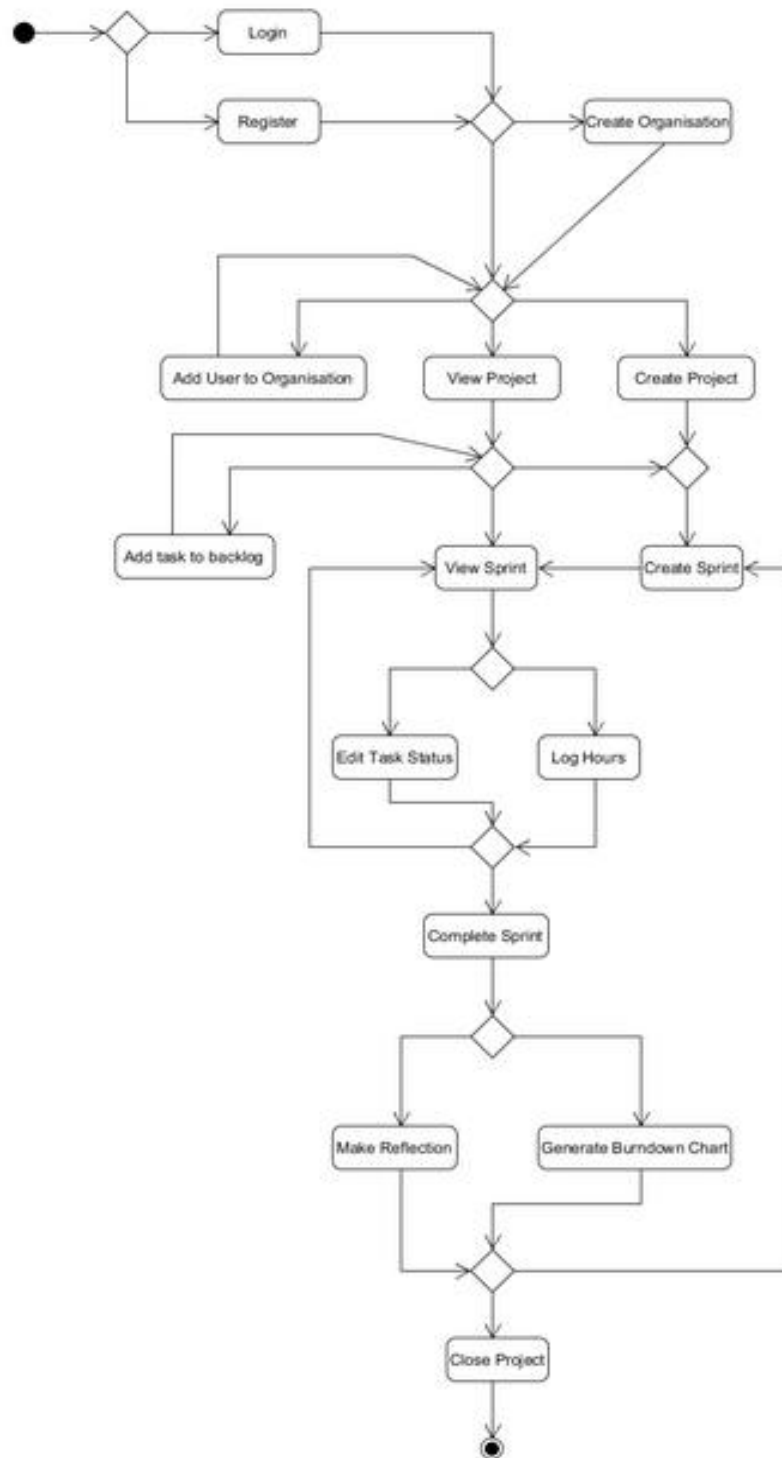 Login
Register
Create Organisation
Add User to Organisation
View Project
Create Project
Add task to backlog
View Sprint
Create Sprint
Edit Task Status
Log Hours
Complete Sprint
Make Reflection
Generate Burndown Chart
Close Project